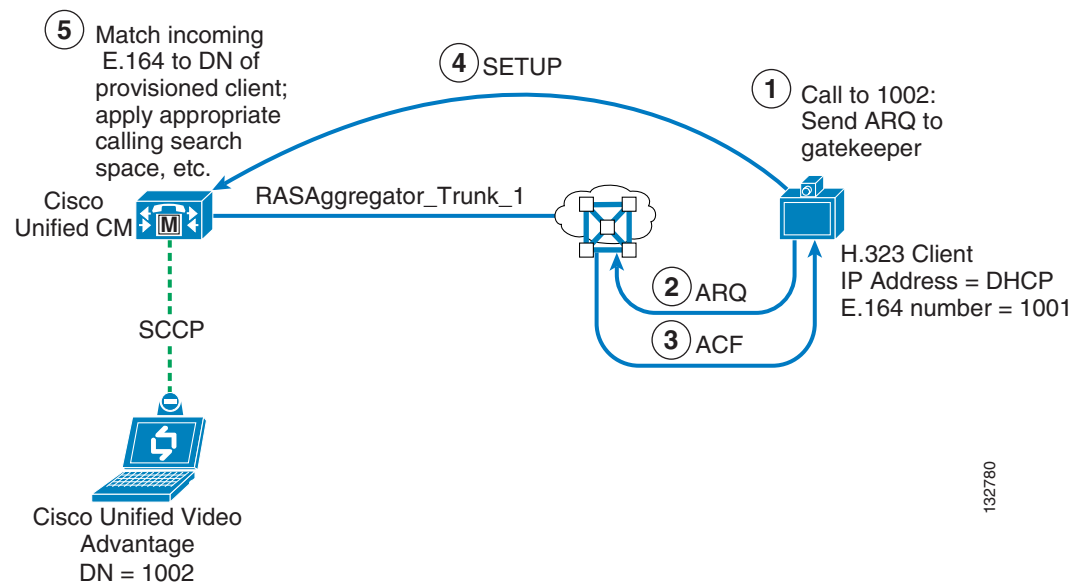 5 Match incoming
E.164 to DN of
provisioned client;
apply appropriate
calling search
space, etc.
4 SETUP
1 Call to 1002:
Send ARQ to
gatekeeper
Cisco
Unified CM
M
RASAggregator_Trunk_1
H.323 Client
IP Address = DHCP
E.164 number = 1001
2 ARQ
3 ACF
SCCP
Cisco Unified Video
Advantage
DN = 1002
132780